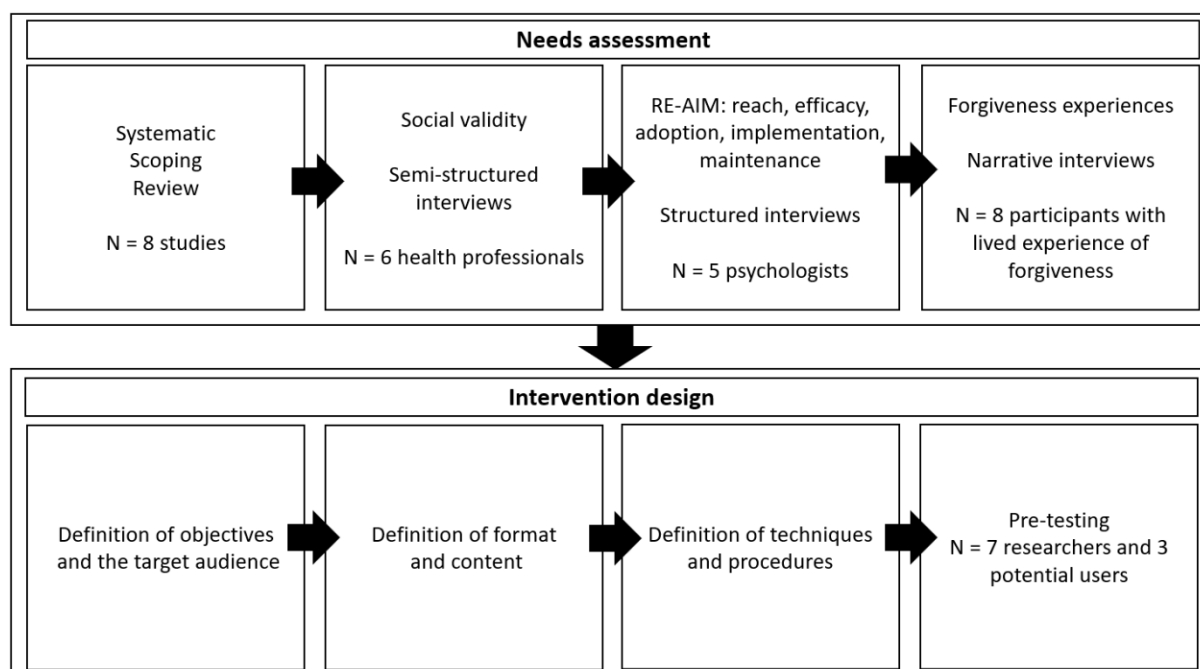 Needs assessment
Systematic
Scoping
Review
N = 8 studies
Social validity
Semi-structured
interviews
N = 6 health professionals
RE-AIM: reach, efficacy,
adoption, implementation,
maintenance
Structured interviews
N = 5 psychologists
Forgiveness experiences
Narrative interviews
N = 8 participants with
lived experience of
forgiveness
Intervention design
Definition of objectives
and the target audience
Definition of format
and content
Definition of techniques
and procedures
Pre-testing
N = 7 researchers and 3
potential users